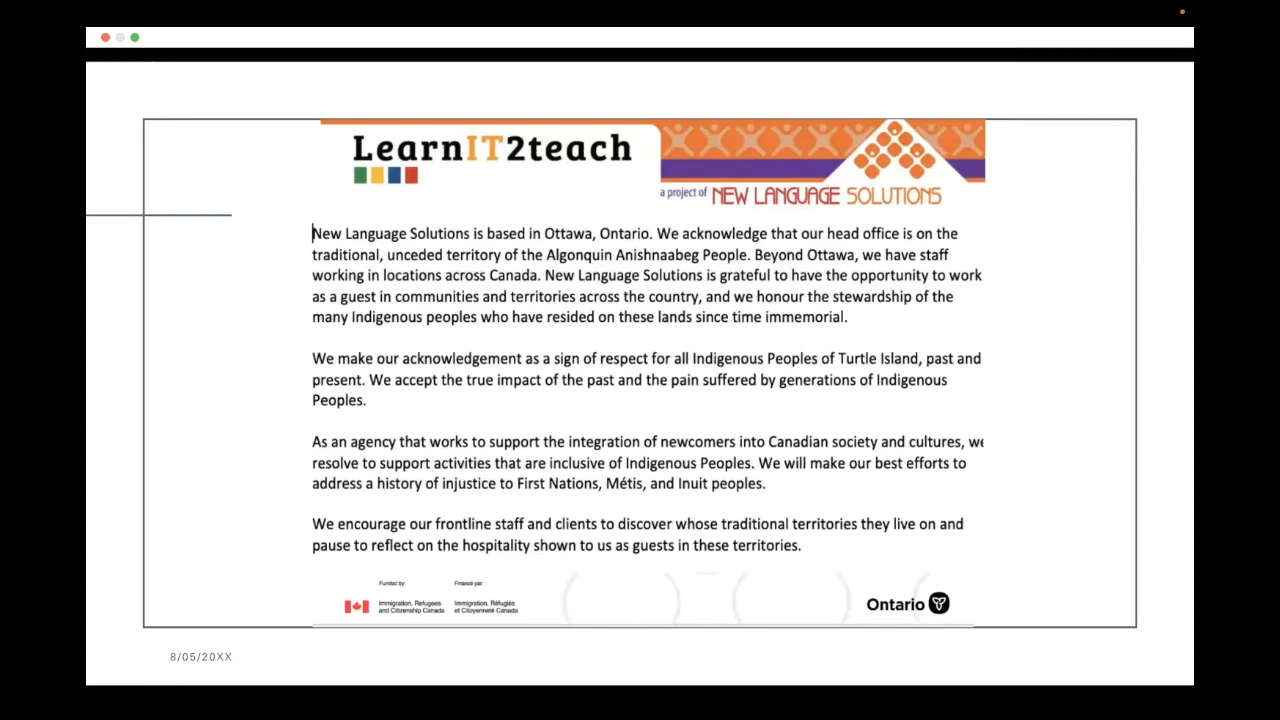 LearnIT2teach
a project of NEW LANGUAGE SOLUTIONS
New Language Solutions is based in Ottawa, Ontario. We acknowledge that our head office is on the
traditional, unceded territory of the Algonquin Anishnaabeg People. Beyond Ottawa, we have staff
working in locations across Canada. New Language Solutions is grateful to have the opportunity to work
as a guest in communities and territories across the country, and we honour the stewardship of the
many Indigenous peoples who have resided on these lands since time immemorial.
We make our acknowledgement as a sign of respect for all Indigenous Peoples of Turtle Island, past and
present. We accept the true impact of the past and the pain suffered by generations of Indigenous
Peoples.
As an agency that works to support the integration of newcomers into Canadian society and cultures, we
resolve to support activities that are inclusive of Indigenous Peoples. We will make our best efforts to
address a history of injustice to First Nations, Métis, and Inuit peoples.
We encourage our frontline staff and clients to discover whose traditional territories they live on and
pause to reflect on the hospitality shown to us as guests in these territories.
Funded by: Financé par :
Immigration, Refugees Immigration, Réfugiés
and Citizenship Canada et Citoyenneté Canada
Ontario
8/05/20XX